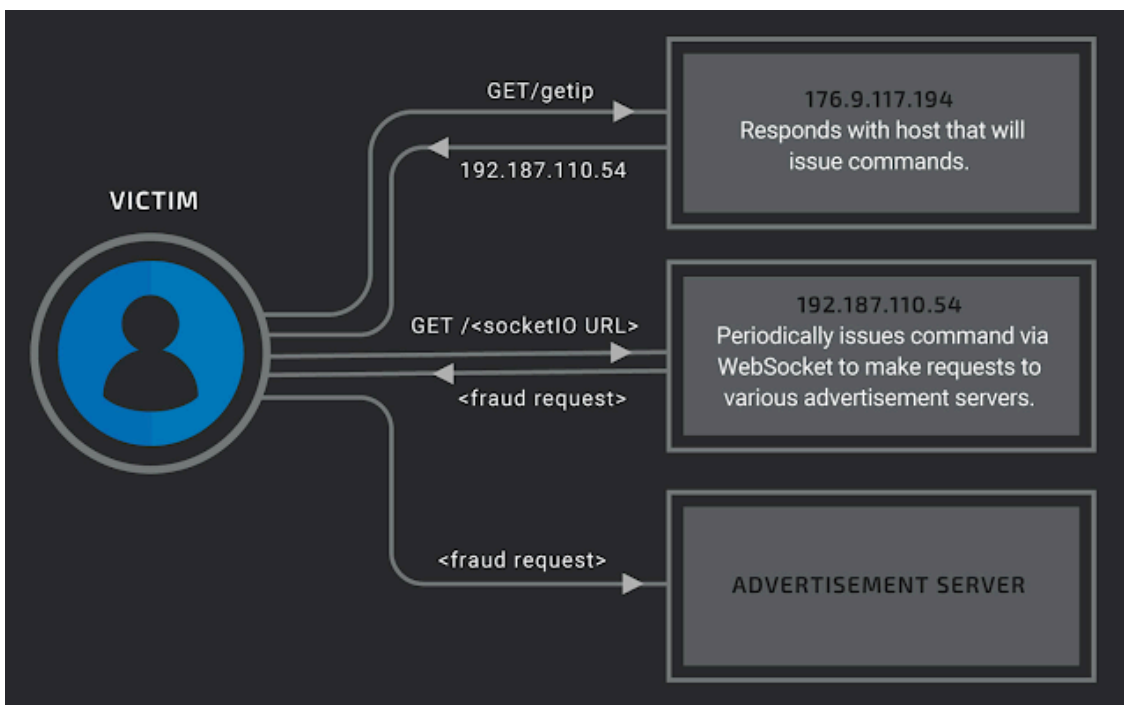 GET/getip
176.9.117.194
Responds with host that will
issue commands.
192.187.110.54
VICTIM
GET /<socketIO URL>
192.187.110.54
Periodically issues command via
WebSocket to make requests to
various advertisement servers.
<fraud request>
<fraud request>
ADVERTISEMENT SERVER